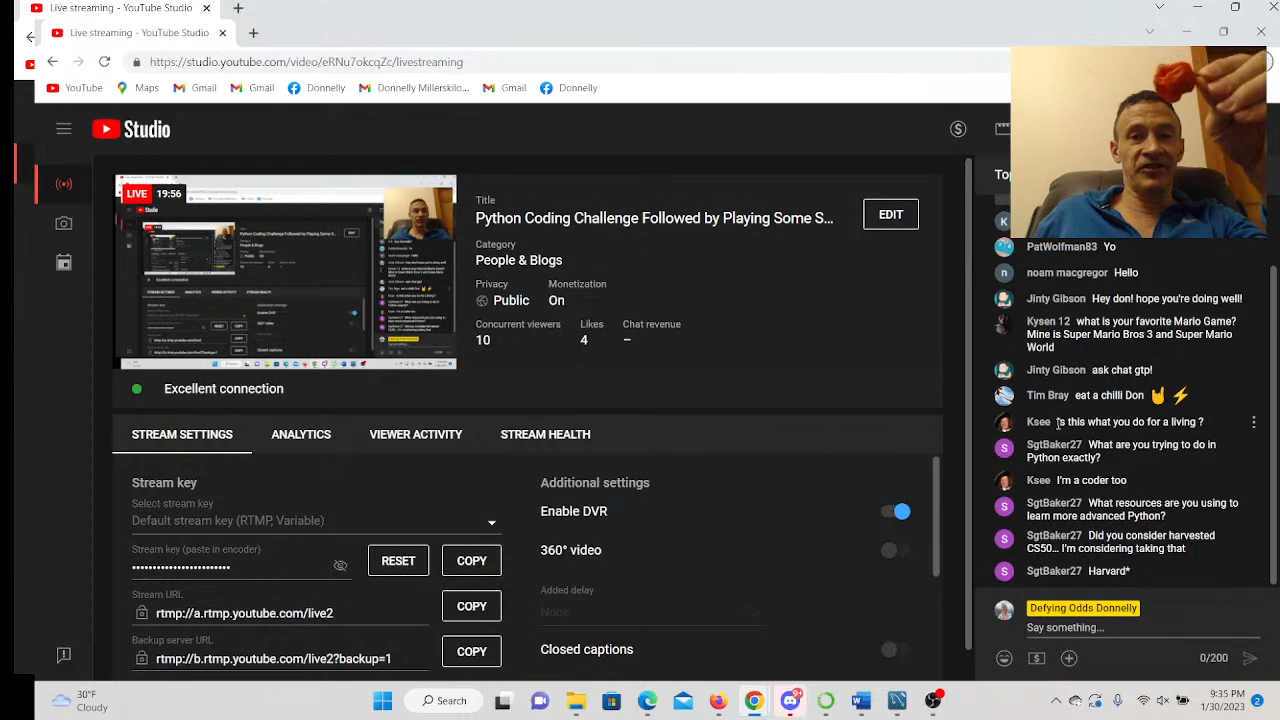 Live streaming - YouTube Studio
Live streaming - YouTube Studio
https://studio.youtube.com/video/eRNu7okcqZc/livestreaming
YouTube
Maps
Gmail
Gmail
Donnelly
Donnelly Millerskilo...
Gmail
Donnelly
Studio
LIVE 19:56
Title
Python Coding Challenge Followed by Playing Some S...
EDIT
Category
People & Blogs
Privacy
Monetization
Public
On
Concurrent viewers
Likes
Chat revenue
10
4
–
Excellent connection
STREAM SETTINGS
ANALYTICS
VIEWER ACTIVITY
STREAM HEALTH
Stream key
Select stream key
Default stream key (RTMP, Variable)
Stream key (paste in encoder)
RESET
COPY
Stream URL
rtmp://a.rtmp.youtube.com/live2
COPY
Backup server URL
rtmp://b.rtmp.youtube.com/live2?backup=1
COPY
Additional settings
Enable DVR
360° video
Added delay
None
Closed captions
Top
K
PatWolfman83 Yo
n
noam macgregor Hello
Jinty Gibson
Kynen 12 what is your favorite Mario Game?
Mine is Super Mario Bros 3 and Super Mario
World
Jinty Gibson ask chat gtp!
Tim Bray eat a chilli Don 🤘⚡
Ksee Is this what you do for a living ?
S
SgtBaker27 What are you trying to do in
Python exactly?
Ksee I'm a coder too
S
SgtBaker27 What resources are you using to
learn more advanced Python?
S
SgtBaker27 Did you consider harvested
CS50... I'm considering taking that
S
SgtBaker27 Harvard*
Defying Odds Donnelly
Say something...
0/200
30°F
Cloudy
Search
9+
9:35 PM
1/30/2023
2